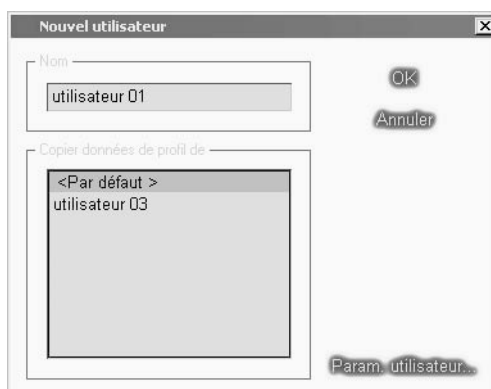 Nouvel utilisateur
Nom
utilisateur 01
OK
Annuler
Copier données de profil de
<Par défaut >
utilisateur 03
Param. utilisateur...